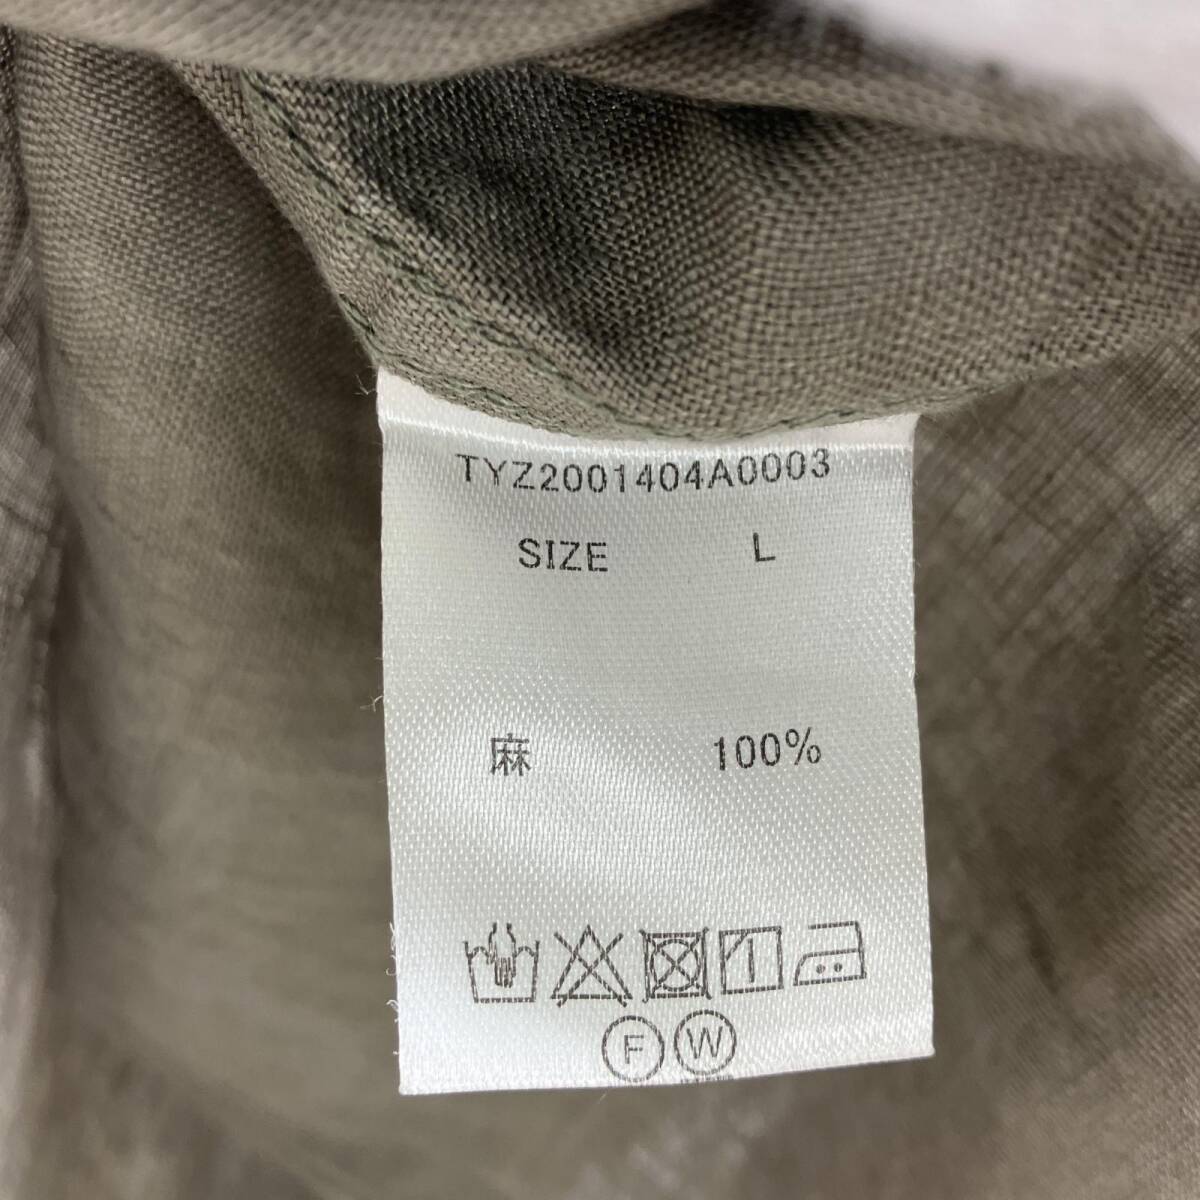 TYZ2001404A0003
SIZE L
麻 100%
F W